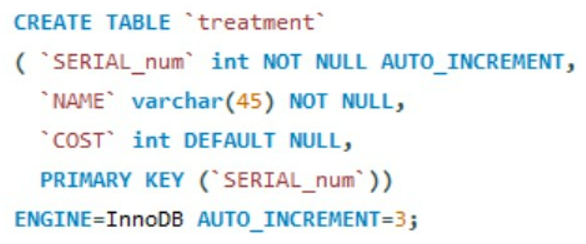 CREATE TABLE `treatment`
( `SERIAL_num` int NOT NULL AUTO_INCREMENT,
`NAME` varchar(45) NOT NULL,
`COST` int DEFAULT NULL,
PRIMARY KEY (`SERIAL_num`))
ENGINE=InnoDB AUTO_INCREMENT=3;